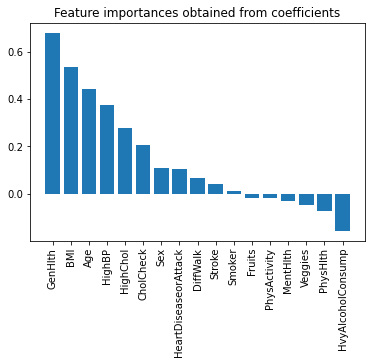 Feature importances obtained from coefficients
0.6
0.4
0.2
0.0
GenHlth
BMI
Age
HighBP
HighChol
CholCheck
Sex
HeartDiseaseorAttack
DiffWalk
Stroke
Smoker
Fruits
PhysActivity
MentHlth
Veggies
PhysHlth
HvyAlcoholConsump